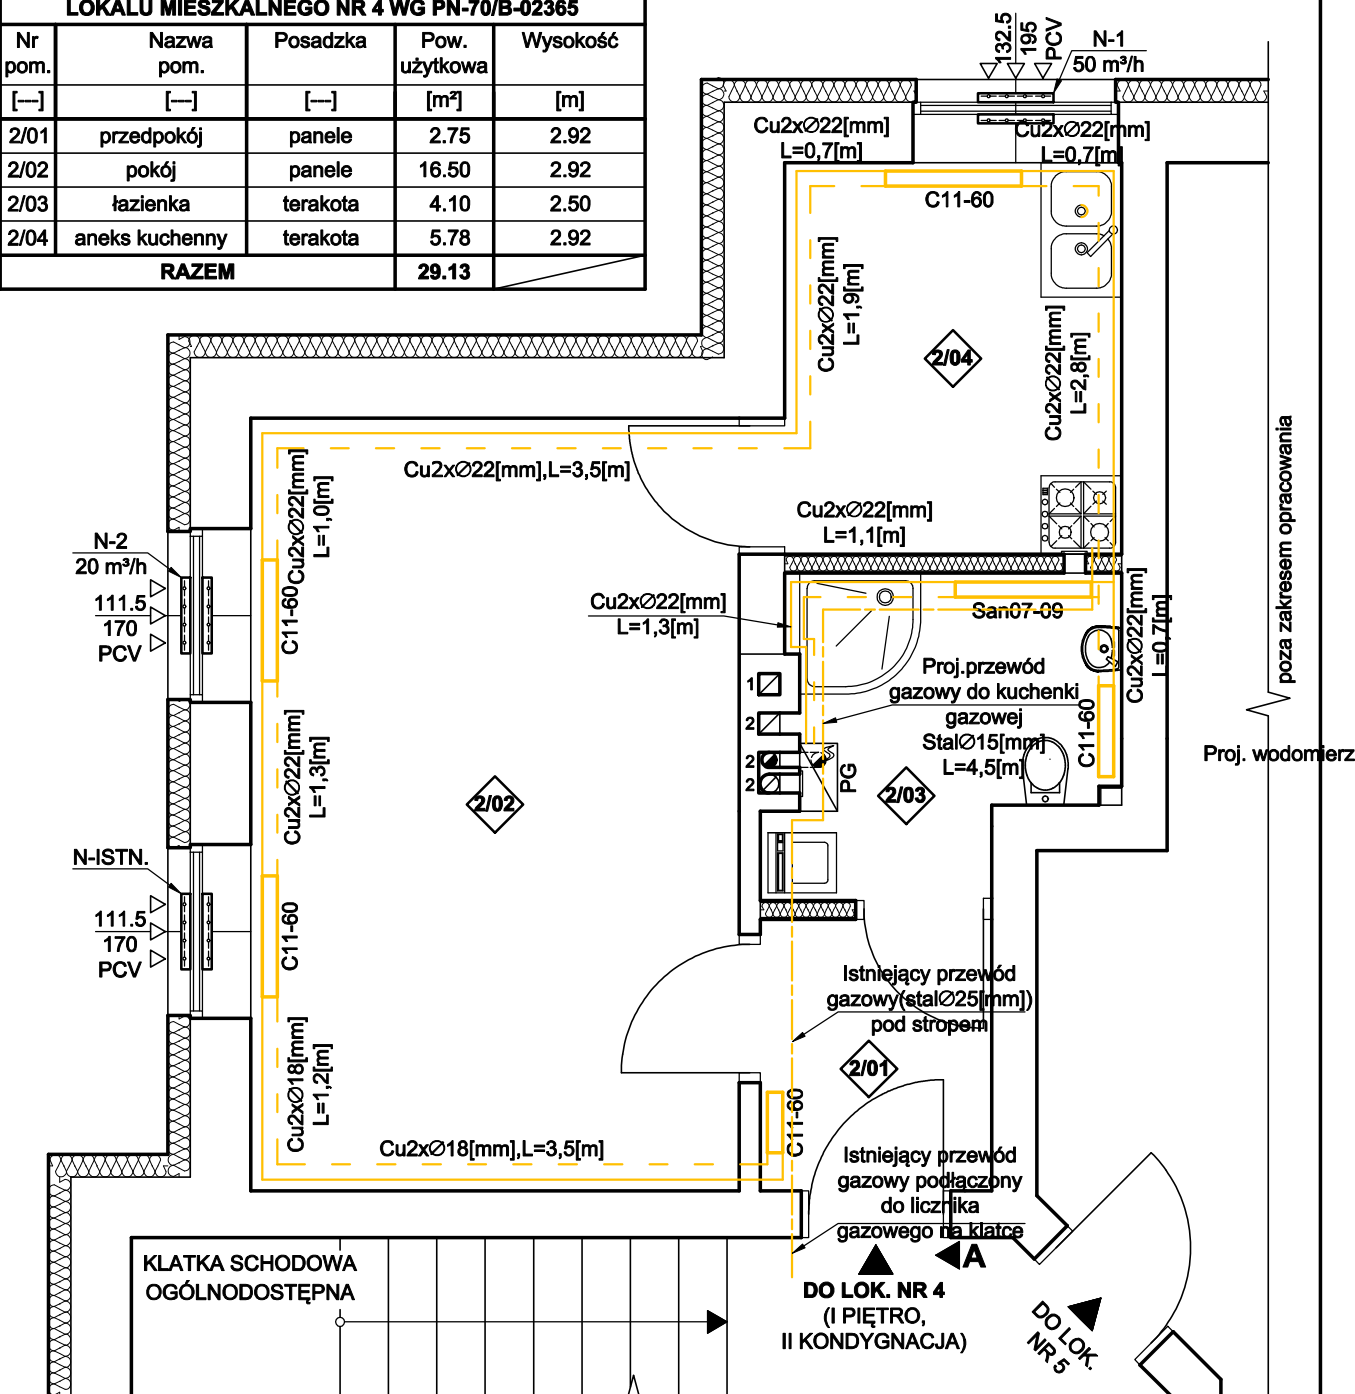 LOKALU MIESZKALNEGO NR 4 WG PN-70/B-02365
Nr pom. Nazwa pom. Posadzka Pow. użytkowa Wysokość
[---] [---] [---] [m²] [m]
2/01 przedpokój panele 2.75 2.92
2/02 pokój panele 16.50 2.92
2/03 łazienka terakota 4.10 2.50
2/04 aneks kuchenny terakota 5.78 2.92
RAZEM 29.13
132.5
195
PCV
N-1
50 m³/h
Cu2xØ22[mm]
L=0,7[m]
Cu2xØ22[mm]
L=0,7[m]
C11-60
Cu2xØ22[mm]
L=1,9[m]
2/04
Cu2xØ22[mm]
L=2,8[m]
poza zakresem opracowania
Cu2xØ22[mm],L=3,5[m]
Cu2xØ22[mm]
L=1,0[m]
Cu2xØ22[mm]
L=1,1[m]
N-2
20 m³/h
111.5
170
PCV
C11-60
Cu2xØ22[mm]
L=1,3[m]
San07-09
Cu2xØ22[mm]
L=0,7[m]
Proj.przewód
gazowy do kuchenki
gazowej
StalØ15[mm]
L=4,5[m]
C11-60
1
2
2
2
PG
Proj. wodomierz
Cu2xØ22[mm]
L=1,3[m]
2/02
2/03
N-ISTN.
111.5
170
PCV
C11-60
Istniejący przewód
gazowy(stalØ25[mm])
pod stropem
Cu2xØ18[mm]
L=1,2[m]
2/01
C11-60
Cu2xØ18[mm],L=3,5[m]
Istniejący przewód
gazowy podłączony
do licznika
gazowego na klatce
KLATKA SCHODOWA
OGÓLNODOSTĘPNA
A
DO LOK. NR 4
(I PIĘTRO,
II KONDYGNACJA)
DO LOK.
NR 5